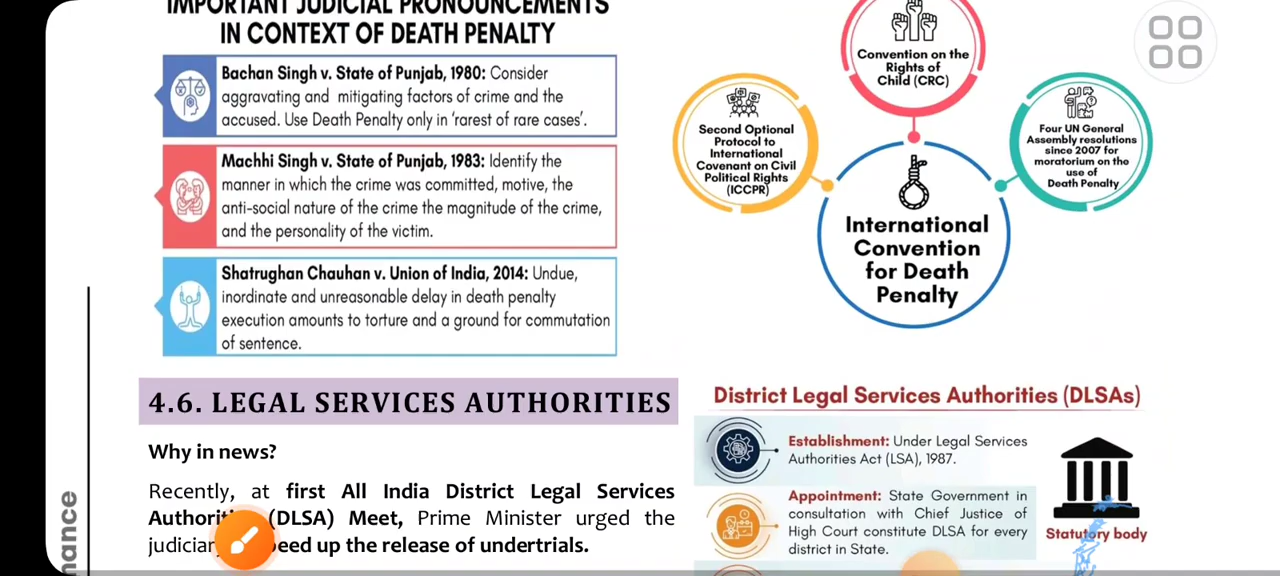 IMPORTANT JUDICIAL PRONOUNCEMENTS
IN CONTEXT OF DEATH PENALTY
Bachan Singh v. State of Punjab, 1980: Consider
aggravating and mitigating factors of crime and the
accused. Use Death Penalty only in 'rarest of rare cases'.
Machhi Singh v. State of Punjab, 1983: Identify the
manner in which the crime was committed, motive, the
anti-social nature of the crime the magnitude of the crime,
and the personality of the victim.
Shatrughan Chauhan v. Union of India, 2014: Undue,
inordinate and unreasonable delay in death penalty
execution amounts to torture and a ground for commutation
of sentence.
Convention on the
Rights of
Child (CRC)
Second Optional
Protocol to
International
Covenant on Civil
Political Rights
(ICCPR)
Four UN General
Assembly resolutions
since 2007 for
moratorium on the
use of
Death Penalty
International
Convention
for Death
Penalty
4.6. LEGAL SERVICES AUTHORITIES
Why in news?
Recently, at first All India District Legal Services
(DLSA) Meet, Prime Minister urged the
up the release of undertrials.
District Legal Services Authorities (DLSAs)
Establishment: Under Legal Services
Authorities Act (LSA), 1987.
Appointment: State Government in
consultation with Chief Justice of
High Court constitute DLSA for every
district in State.
Statutory body